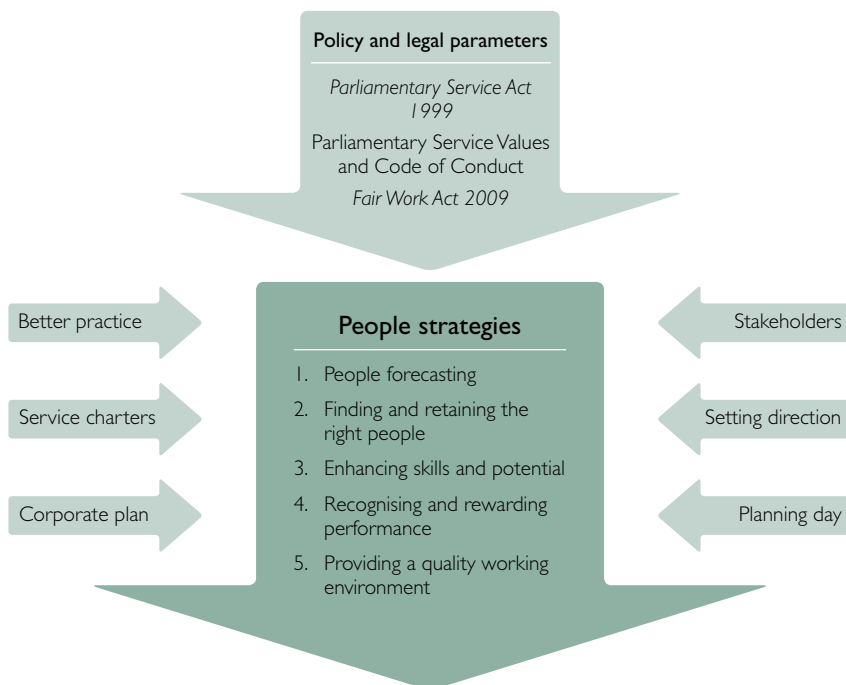 Policy and legal parameters
Parliamentary Service Act
1999
Parliamentary Service Values
and Code of Conduct
Fair Work Act 2009
Better practice
Service charters
Corporate plan
People strategies
1. People forecasting
2. Finding and retaining the
right people
3. Enhancing skills and potential
4. Recognising and rewarding
performance
5. Providing a quality working
environment
Stakeholders
Setting direction
Planning day